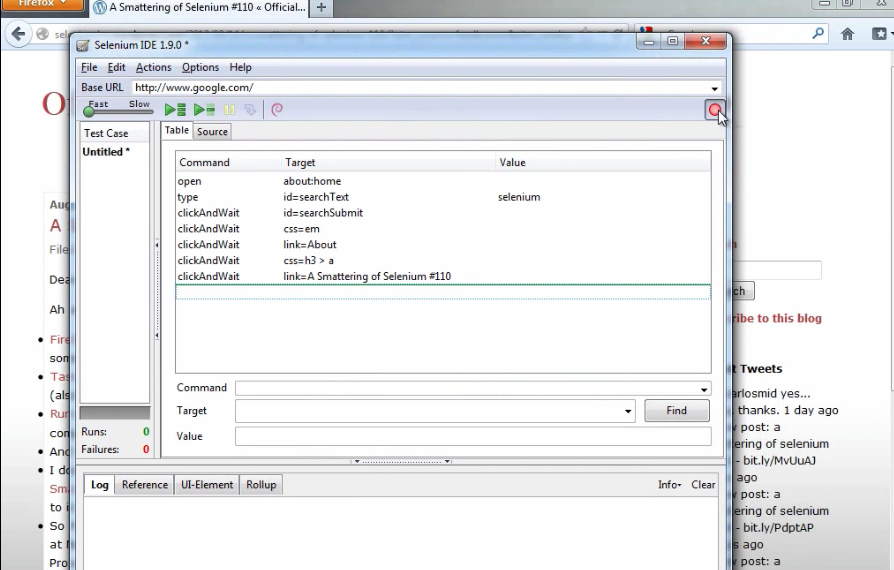 Firefox
A Smattering of Selenium #110 « Official...
Selenium IDE 1.9.0 *
File Edit Actions Options Help
Base URL http://www.google.com/
Fast Slow
Test Case
Untitled *
Table Source
Command Target Value
open about:home
type id=searchText selenium
clickAndWait id=searchSubmit
clickAndWait css=em
clickAndWait link=About
clickAndWait css=h3 > a
clickAndWait link=A Smattering of Selenium #110
Command
Target Find
Value
Runs: 0
Failures: 0
Log Reference UI-Element Rollup Info Clear
Aug
A
File
Dea
Ah
Fire
som
Tas
(als
Run
com
And
I do
Sma
to i
So
at
Pro
ch
ribe to this blog
t Tweets
arlosmid yes...
thanks. 1 day ago
w post: a
ering of selenium
- bit.ly/MvUuAJ
ago
w post: a
ering of selenium
- bit.ly/PdptAP
s ago
w post: a